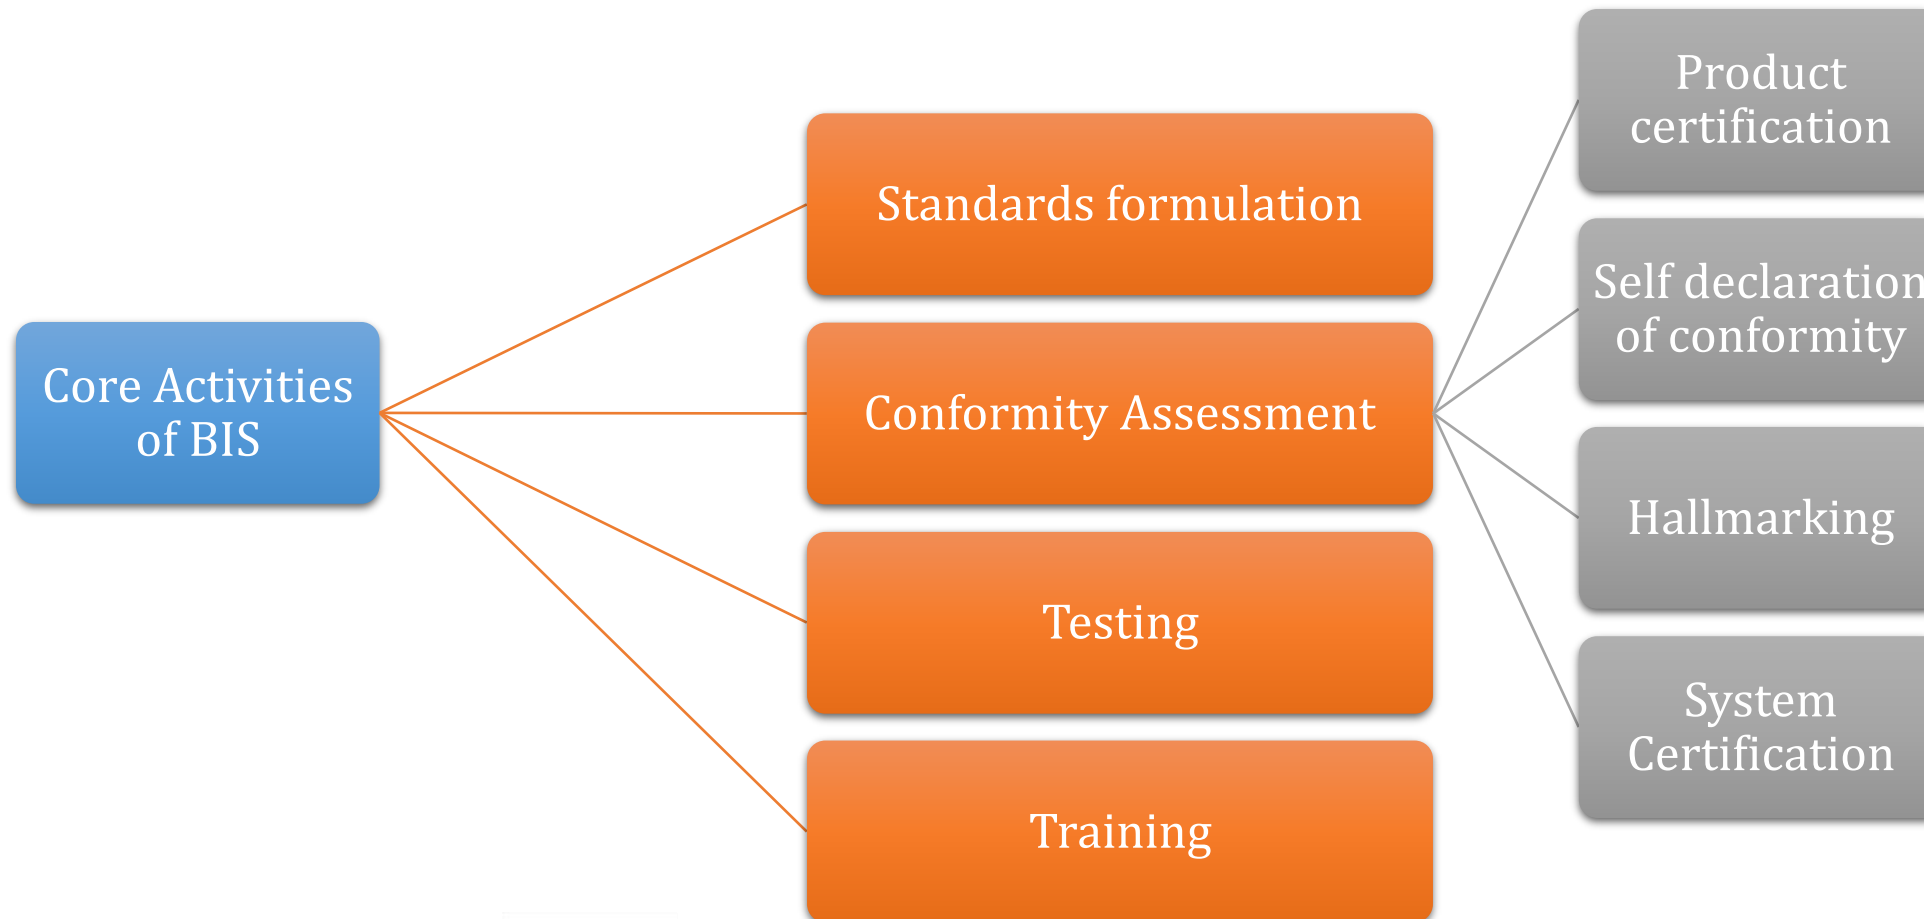 Core Activities
of BIS
Standards formulation
Conformity Assessment
Testing
Training
Product
certification
Self declaration
of conformity
Hallmarking
System
Certification